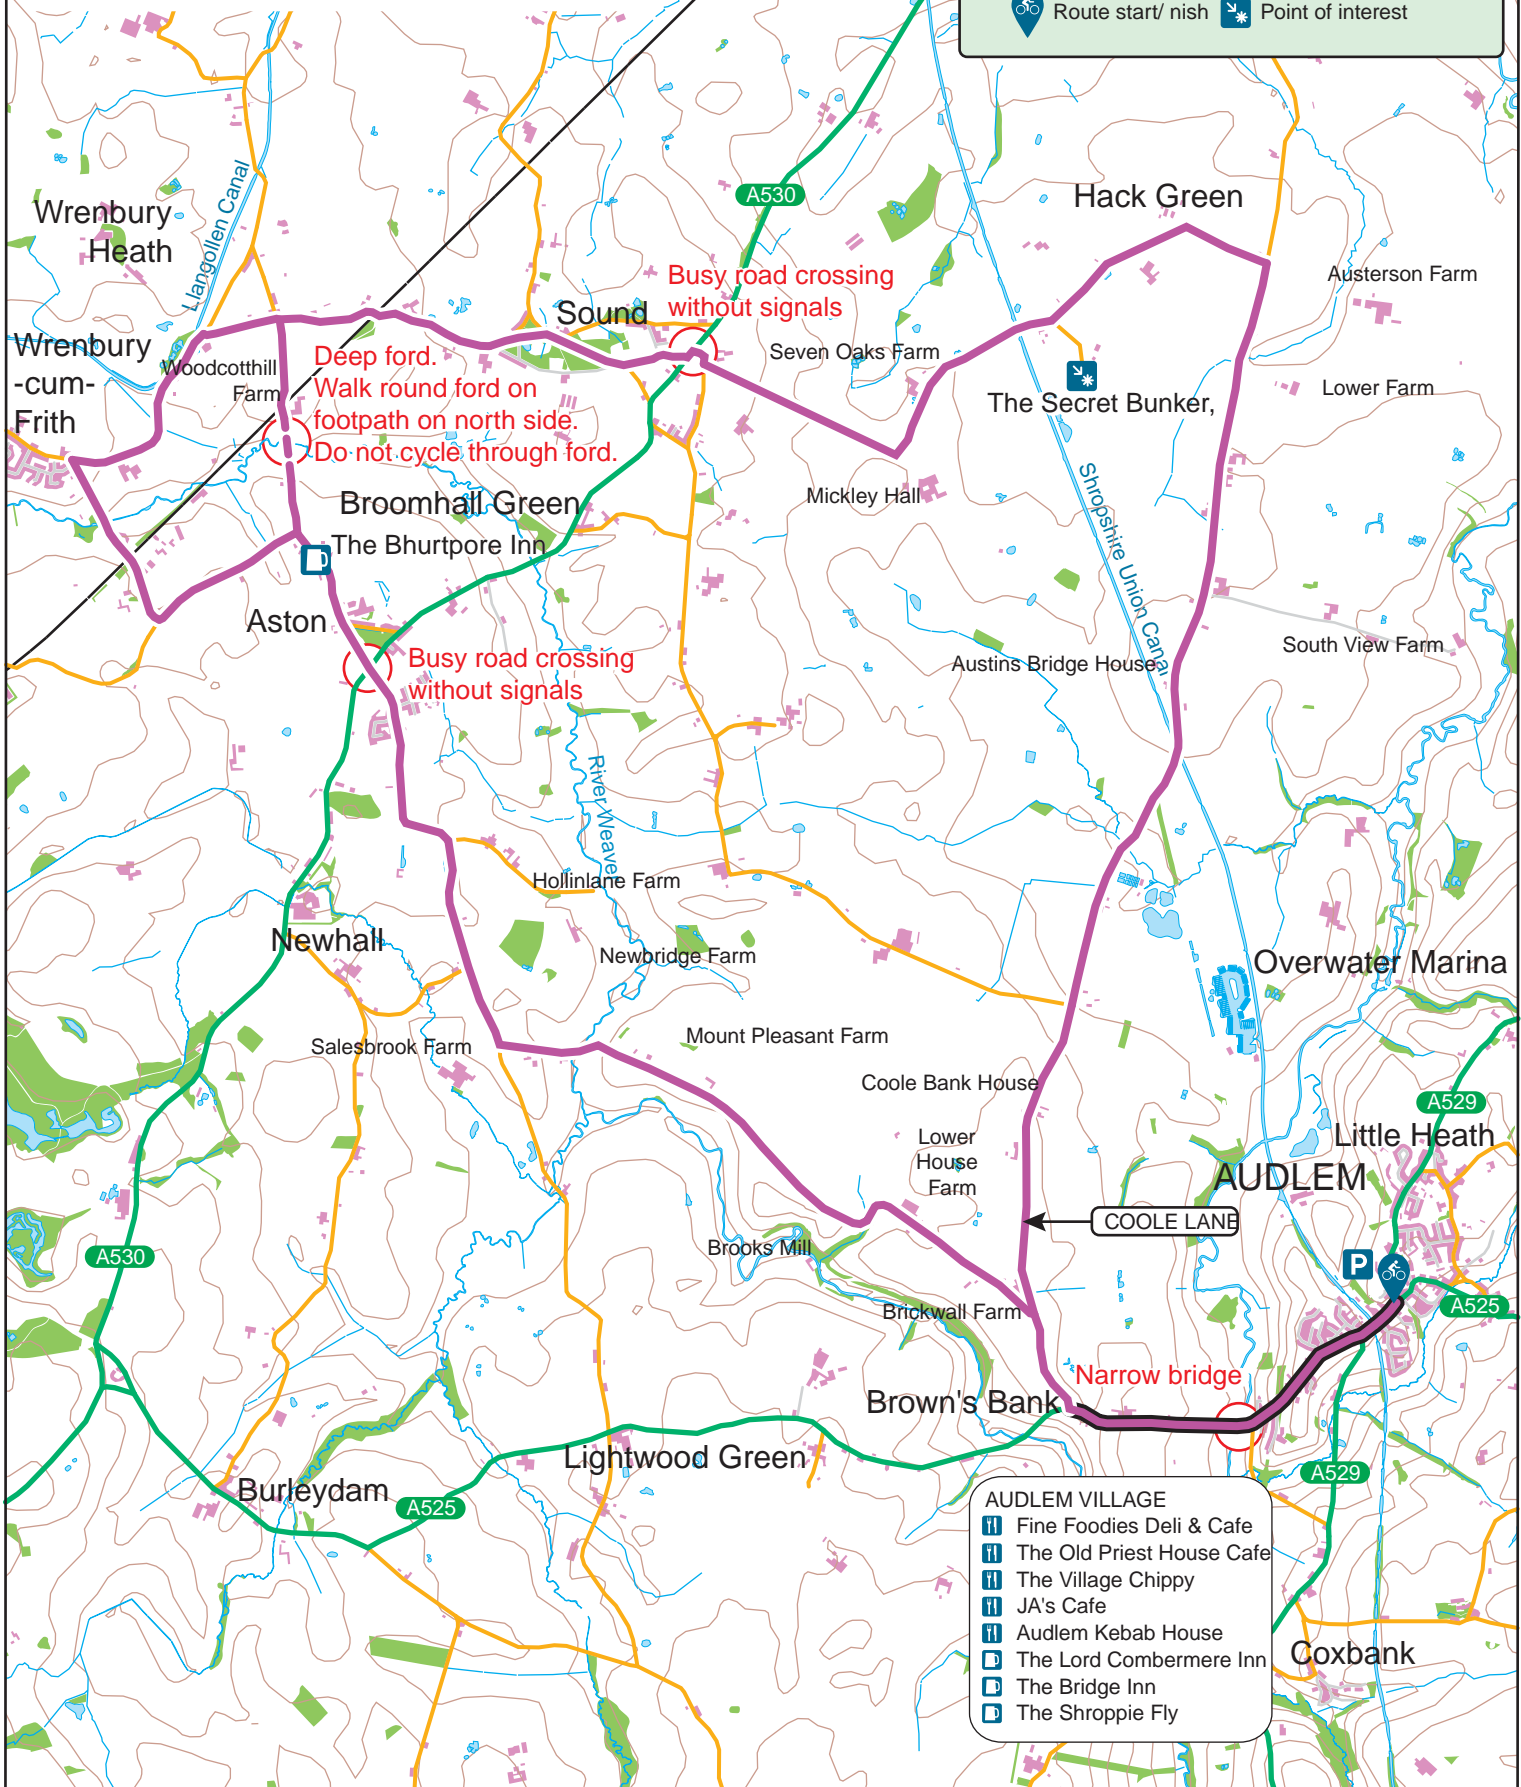 Route start/ nish
Point of interest
A530
Hack Green
Wrenbury
Heath
Llangollen Canal
Busy road crossing
without signals
Austerson Farm
Sound
Wrenbury
-cum-
Frith
Woodcotthill
Farm
Deep ford.
Walk round ford on
footpath on north side.
Do not cycle through ford.
Seven Oaks Farm
The Secret Bunker,
Lower Farm
Mickley Hall
Shropshire Union Canal
Broomhall Green
The Bhurtpore Inn
Aston
Busy road crossing
without signals
Austins Bridge House
South View Farm
River Weaver
Hollinlane Farm
Newhall
Newbridge Farm
Overwater Marina
Salesbrook Farm
Mount Pleasant Farm
Coole Bank House
A529
Lower
House
Farm
Little Heath
AUDLEM
COOLE LANE
Brooks Mill
A530
P
Brickwall Farm
A525
Narrow bridge
Brown's Bank
Lightwood Green
Burleydam
A525
A529
AUDLEM VILLAGE
Fine Foodies Deli & Cafe
The Old Priest House Cafe
The Village Chippy
JA's Cafe
Audlem Kebab House
The Lord Combermere Inn
The Bridge Inn
The Shroppie Fly
Coxbank